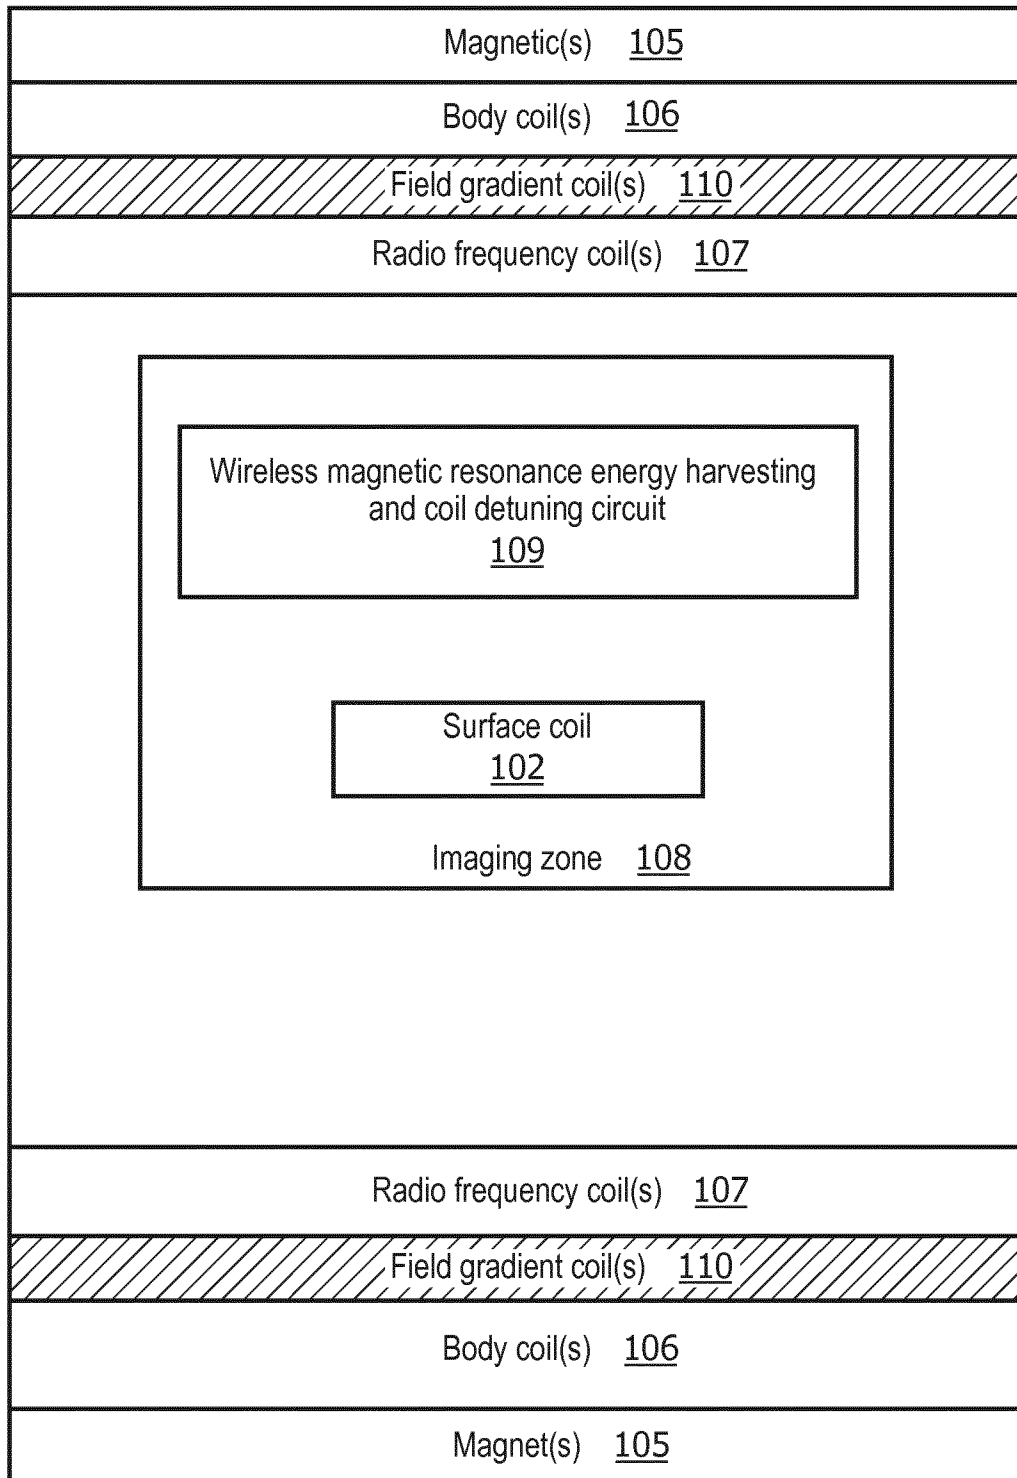 Magnetic(s) 105
Body coil(s) 106
Field gradient coil(s) 110
Radio frequency coil(s) 107
Wireless magnetic resonance energy harvesting
and coil detuning circuit
109
Surface coil
102
Imaging zone 108
Radio frequency coil(s) 107
Field gradient coil(s) 110
Body coil(s) 106
Magnet(s) 105